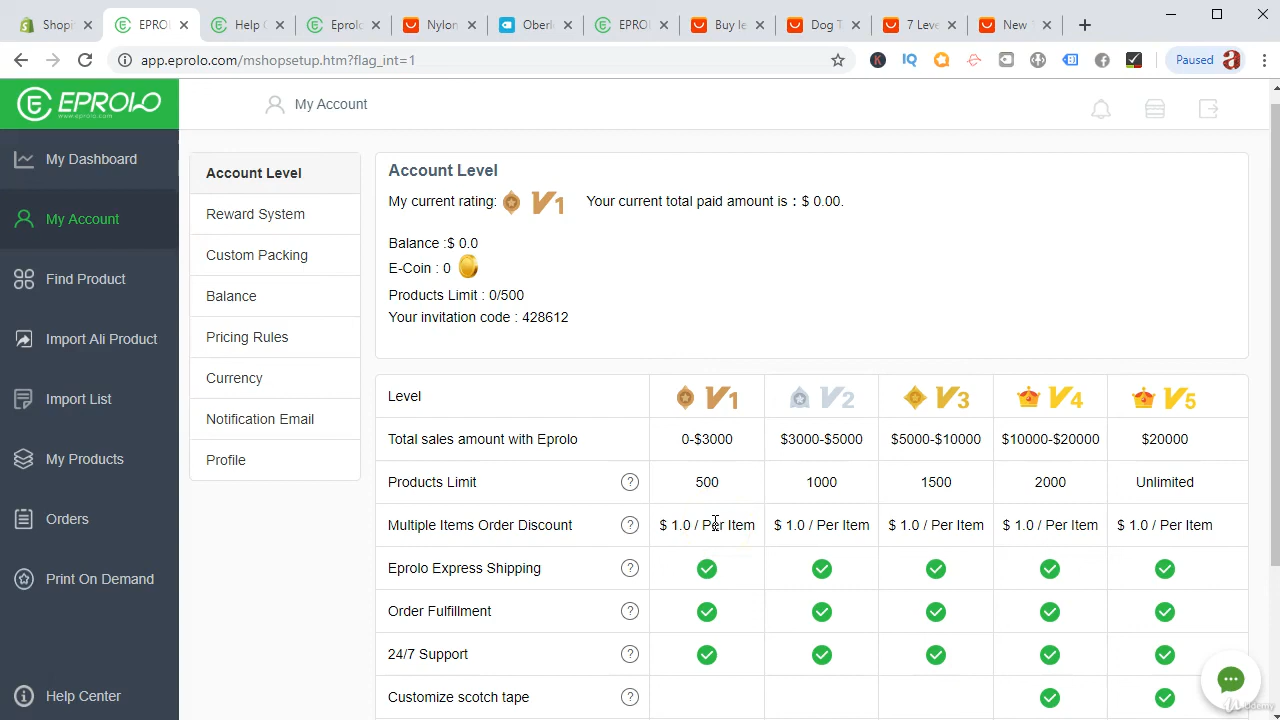 Shopi
EPROL
Help C
Eprolo
Nylon
Oberl
EPROL
Buy le
Dog T
7 Leve
New
app.eprolo.com/mshopsetup.htm?flag_int=1
K
IQ
Paused
EPROLO
www.eprolo.com
My Account
My Dashboard
My Account
Find Product
Import Ali Product
Import List
My Products
Orders
Print On Demand
Help Center
Account Level
Reward System
Custom Packing
Balance
Pricing Rules
Currency
Notification Email
Profile
Account Level
My current rating: V1 Your current total paid amount is : $ 0.00.
Balance :$ 0.0
E-Coin : 0
Products Limit : 0/500
Your invitation code : 428612
Level V1 V2 V3 V4 V5
Total sales amount with Eprolo 0-$3000 $3000-$5000 $5000-$10000 $10000-$20000 $20000
Products Limit ? 500 1000 1500 2000 Unlimited
Multiple Items Order Discount ? $ 1.0 / Per Item $ 1.0 / Per Item $ 1.0 / Per Item $ 1.0 / Per Item $ 1.0 / Per Item
Eprolo Express Shipping ?
Order Fulfillment ?
24/7 Support ?
Customize scotch tape ?
Udemy